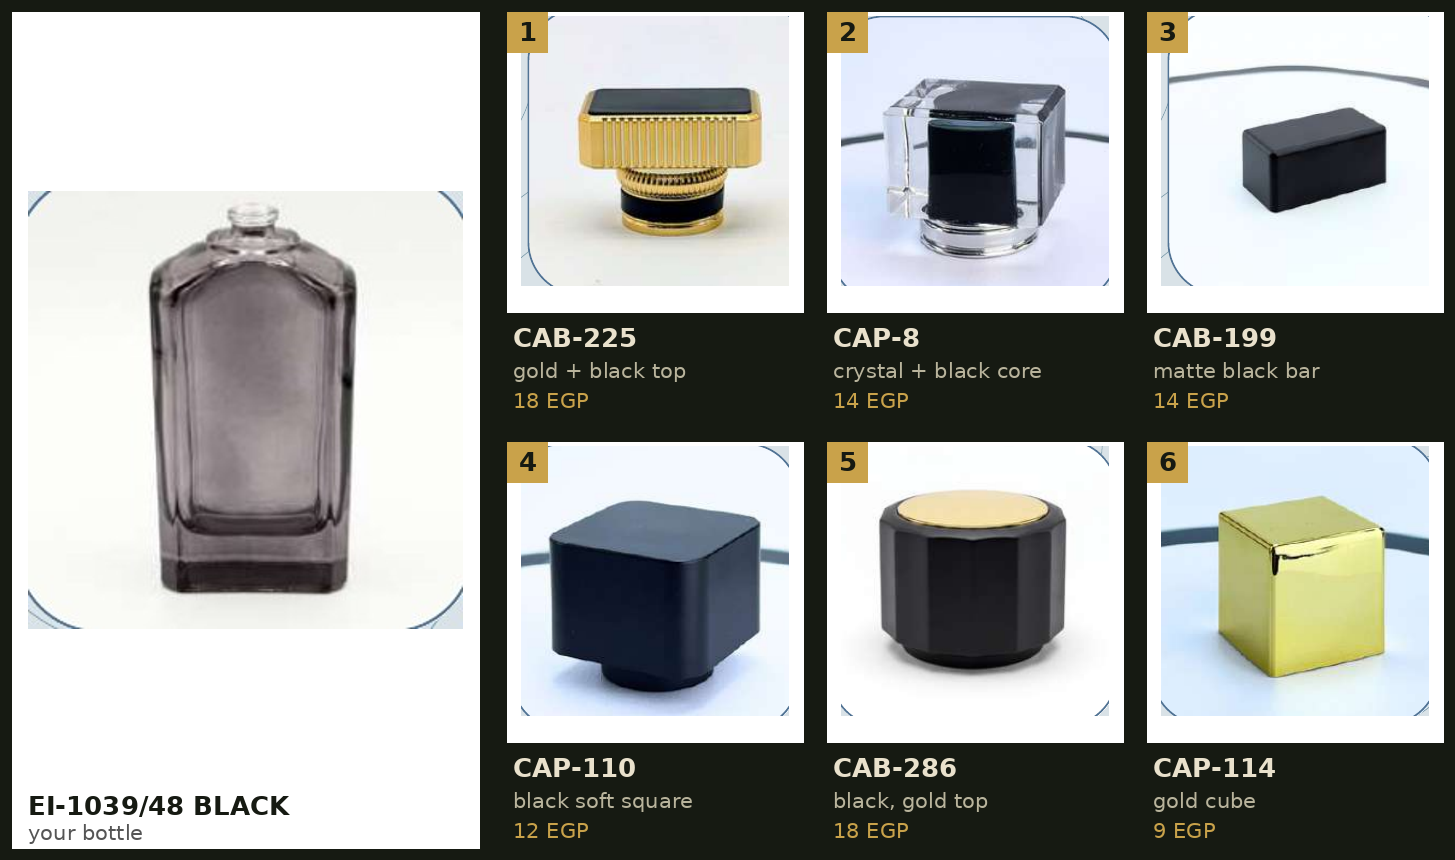 EI-1039/48 BLACK
your bottle
1
CAB-225
gold + black top
18 EGP
2
CAP-8
crystal + black core
14 EGP
3
CAB-199
matte black bar
14 EGP
4
CAP-110
black soft square
12 EGP
5
CAB-286
black, gold top
18 EGP
6
CAP-114
gold cube
9 EGP